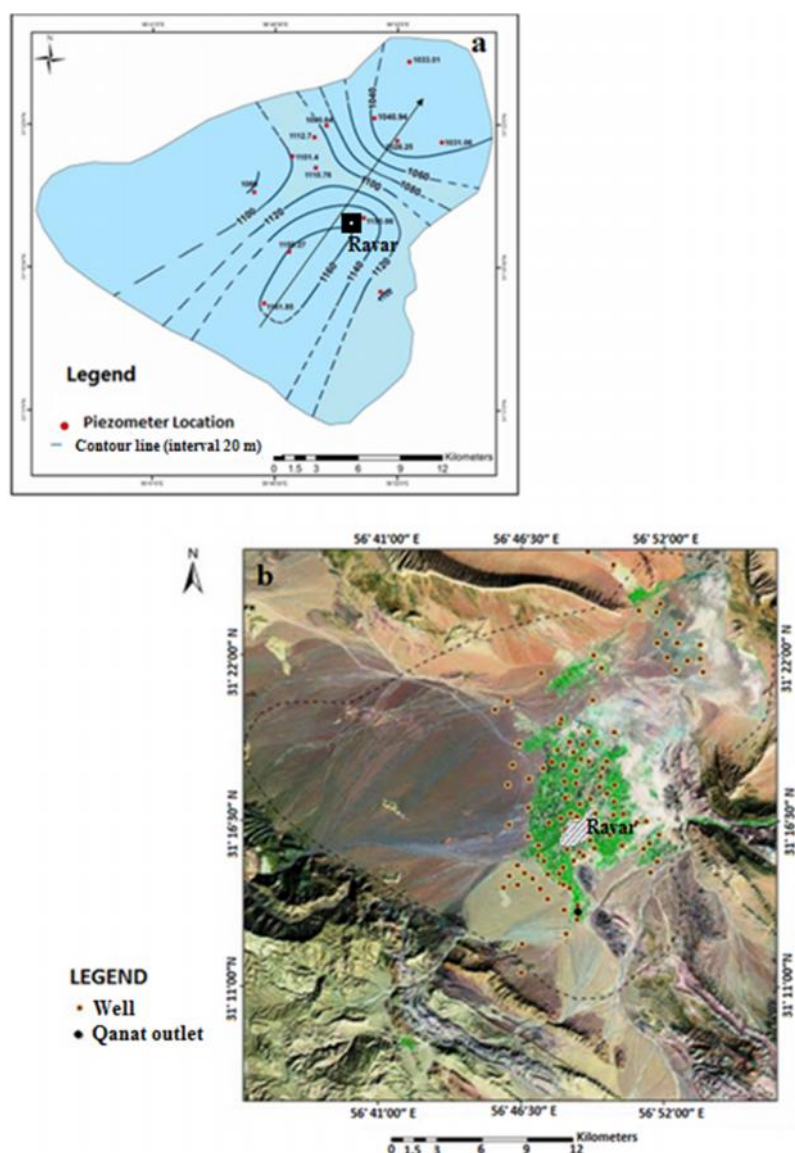 a
N
1033.01
1040
1040.94
1031.06
1112.7
1101.4
1110.78
1060
1080
1100
1100
1120
Ravar
1160
1140
1120
Legend
Piezometer Location
Contour line (interval 20 m)
Kilometers
0 1.5 3 6 9 12
56° 41'00" E 56° 46'30" E 56° 52'00" E
N
b
31° 22'00" N
31° 22'00" N
31° 16'30" N
31° 16'30" N
Ravar
31° 11'00" N
31° 11'00" N
LEGEND
Well
Qanat outlet
56° 41'00" E 56° 46'30" E 56° 52'00" E
Kilometers
0 1.5 3 6 9 12